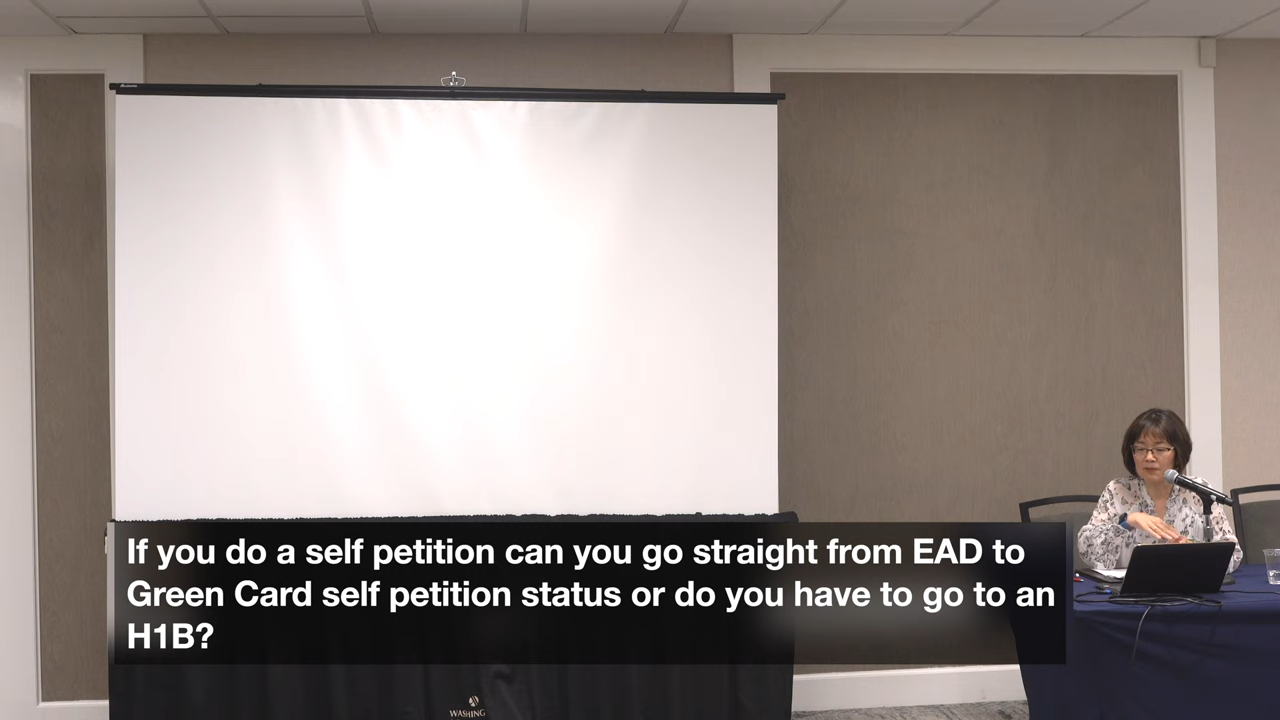 If you do a self petition can you go straight from EAD to
Green Card self petition status or do you have to go to an
H1B?
WASHING